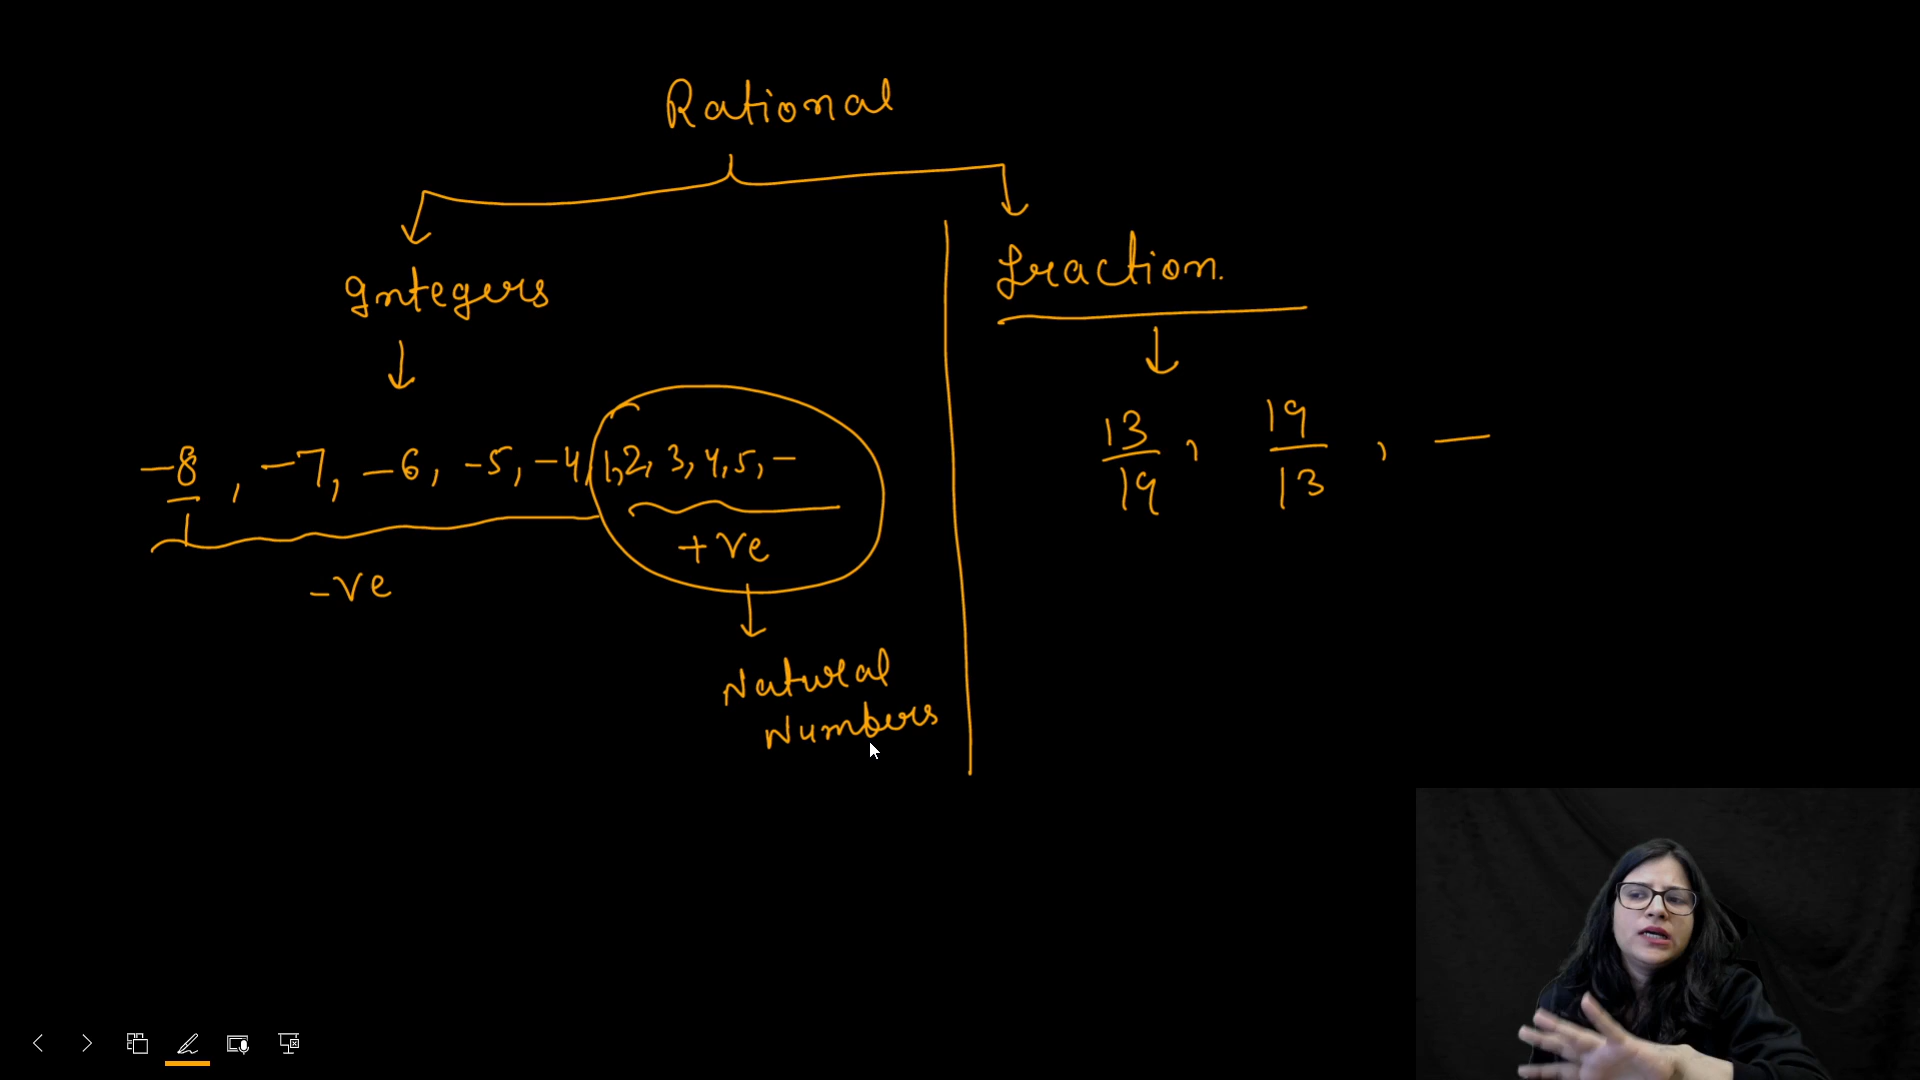 Rational
Integers
fraction.
-8, -7, -6, -5, -4, 1, 2, 3, 4, 5, -
13/19, 19/13, —
+ve
-ve
Natural
Numbers